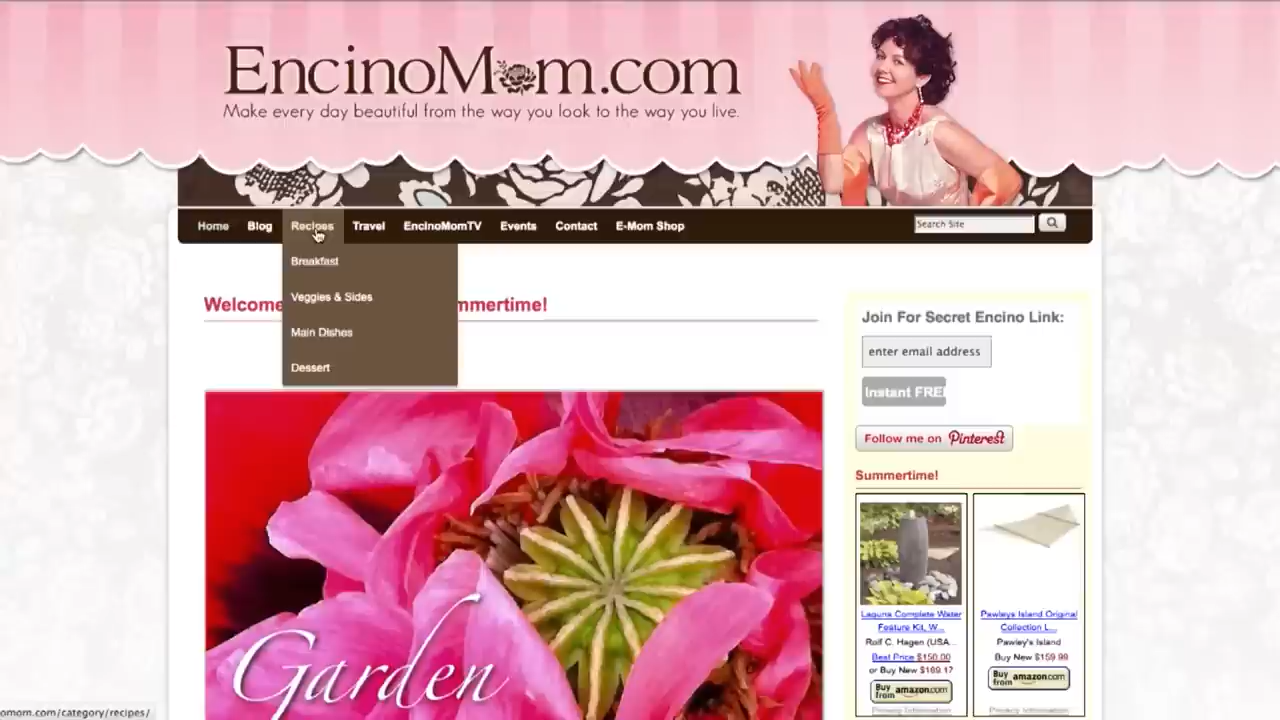 EncinoMom.com
Make every day beautiful from the way you look to the way you live.
Home Blog Recipes Travel EncinoMomTV Events Contact E-Mom Shop
Search Site
Breakfast
Veggies & Sides
Main Dishes
Dessert
Welcome mmertime!
Garden
Join For Secret Encino Link:
enter email address
Instant FREE
Follow me on Pinterest
Summertime!
Laguna Complete Water
Feature Kit, W...
Rolf C. Hagen (USA...
Best Price $150.00
or Buy New $169.17
Buy from amazon.com
Privacy Information
Pawleys Island Original
Collection L...
Pawley's Island
Buy New $159.99
Buy from amazon.com
Privacy Information
omom.com/category/recipes/